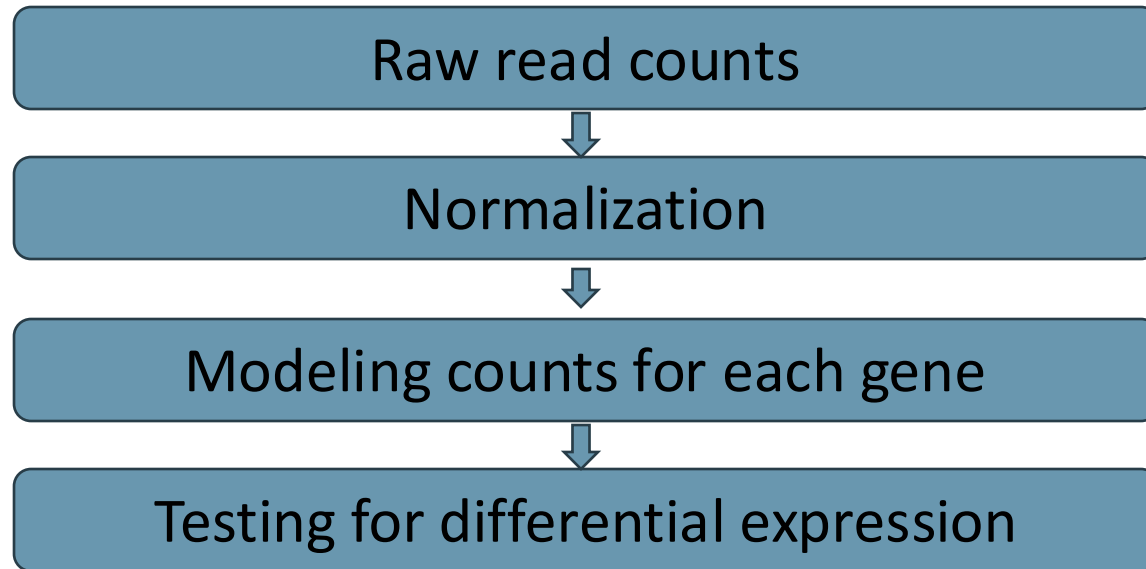 Raw read counts
Normalization
Modeling counts for each gene
Testing for differential expression